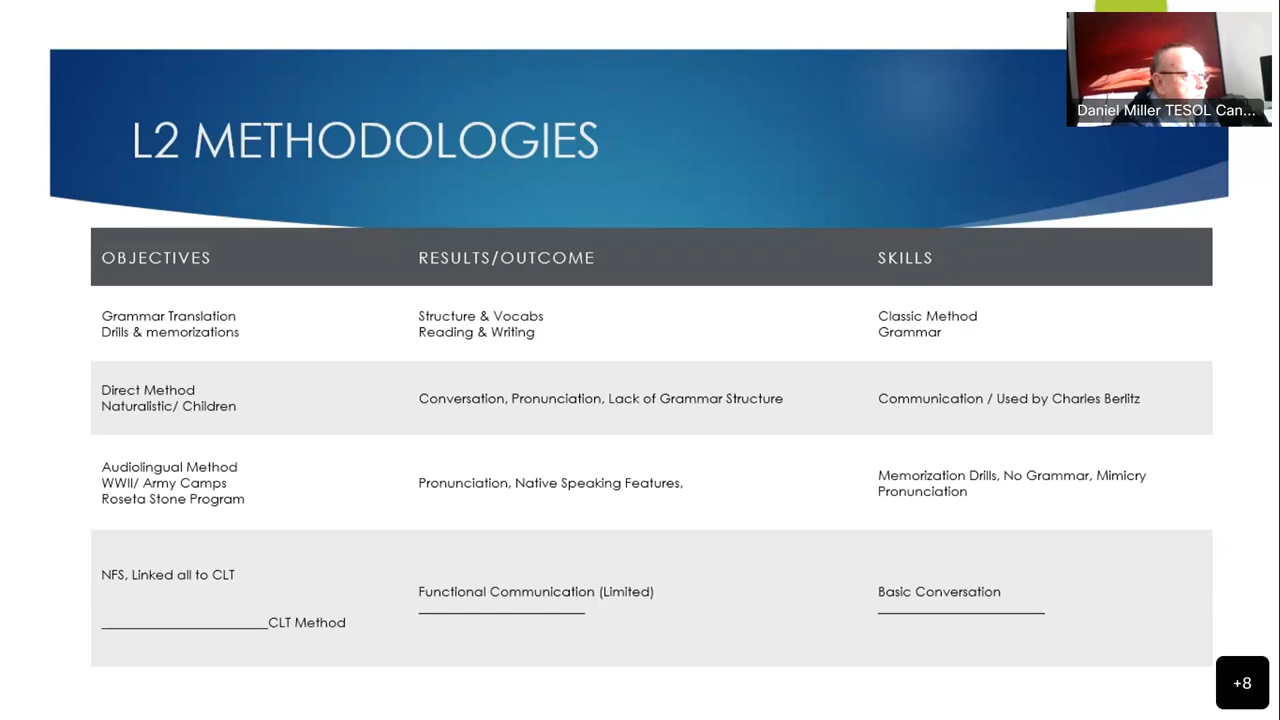 Daniel Miller TESOL Can...
L2 METHODOLOGIES
OBJECTIVES
RESULTS/OUTCOME
SKILLS
Grammar Translation
Drills & memorizations
Structure & Vocabs
Reading & Writing
Classic Method
Grammar
Direct Method
Naturalistic/ Children
Conversation, Pronunciation, Lack of Grammar Structure
Communication / Used by Charles Berlitz
Audiolingual Method
WWII/ Army Camps
Roseta Stone Program
Pronunciation, Native Speaking Features,
Memorization Drills, No Grammar, Mimicry
Pronunciation
NFS, Linked all to CLT
_______________________CLT Method
Functional Communication (Limited)
_______________________
Basic Conversation
_______________________
+8